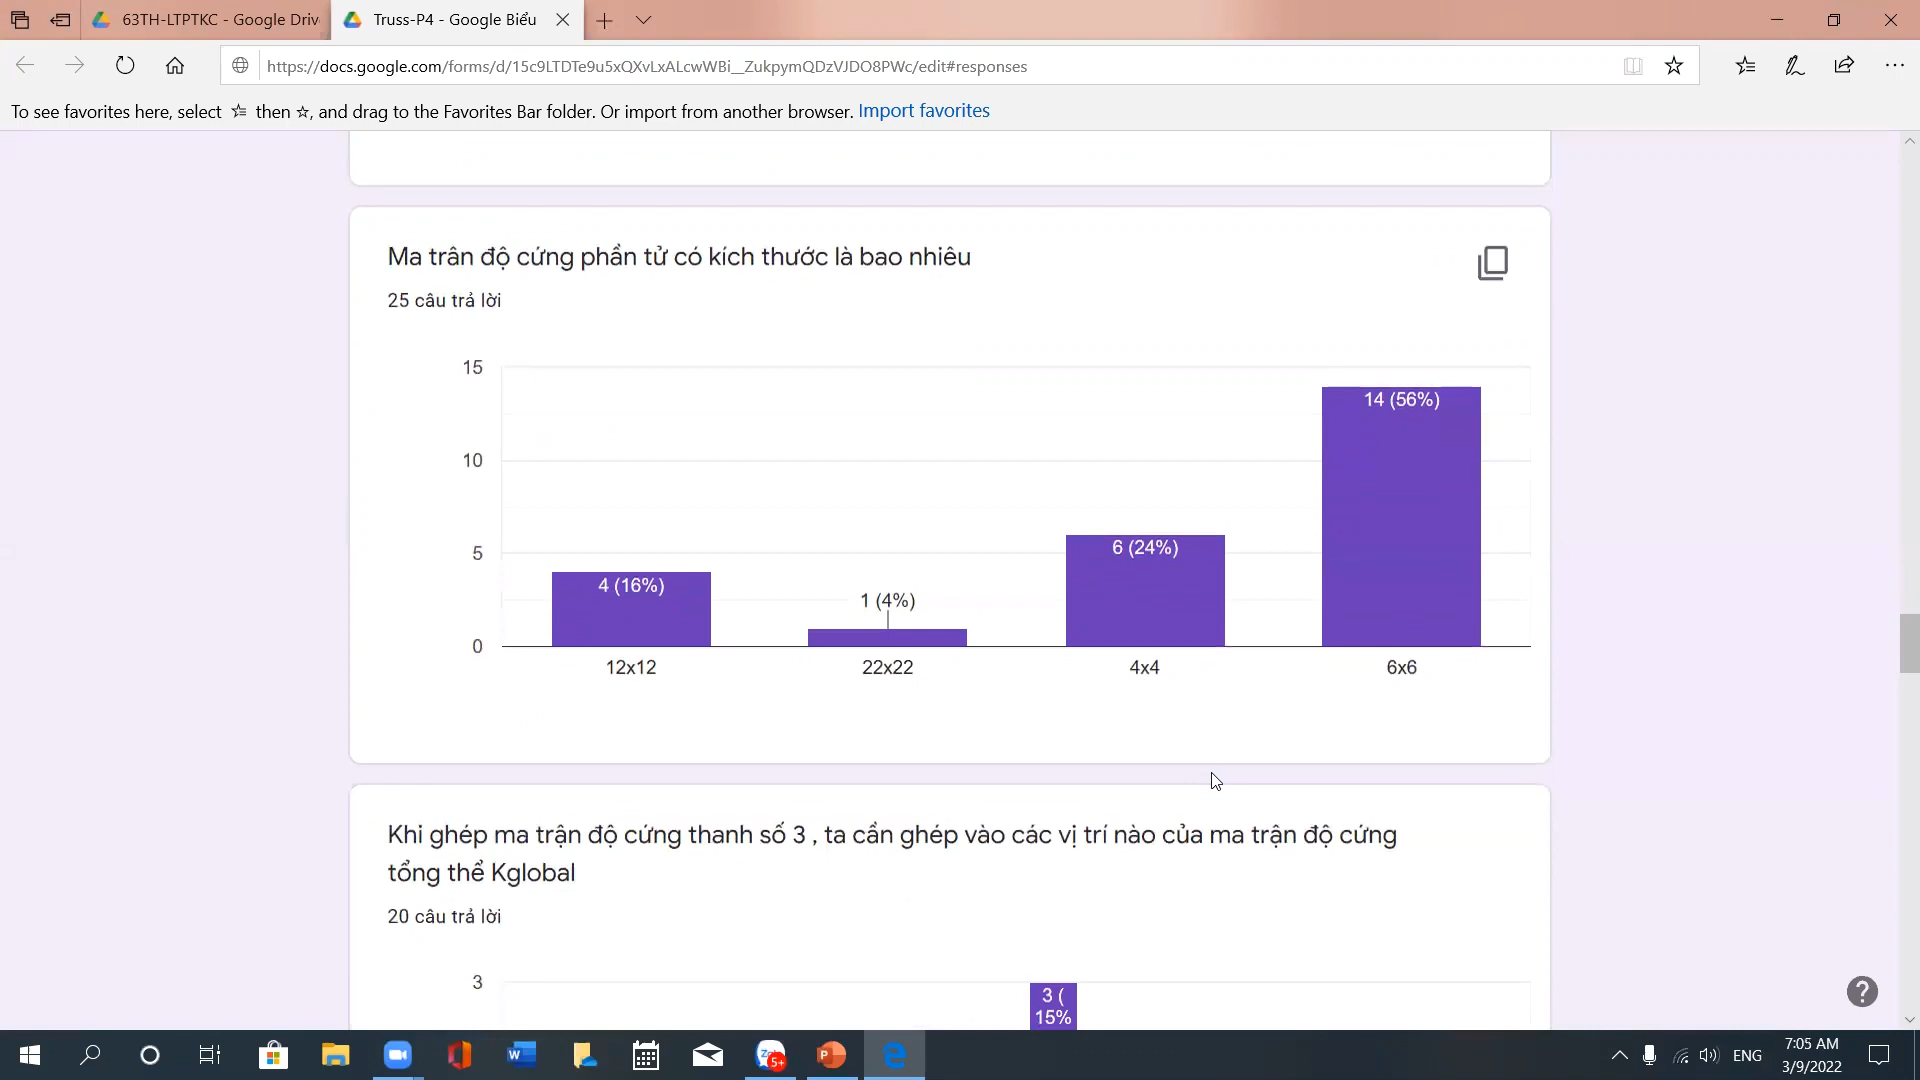 63TH-LTPTKC - Google Driv
Truss-P4 - Google Biểu
https://docs.google.com/forms/d/15c9LTDTe9u5xQXvLxALcwWBi__ZukpymQDzVJDO8PWc/edit#responses
To see favorites here, select then , and drag to the Favorites Bar folder. Or import from another browser. Import favorites
Ma trân độ cứng phần tử có kích thước là bao nhiêu
25 câu trả lời
15
10
5
0
14 (56%)
6 (24%)
4 (16%)
1 (4%)
12x12
22x22
4x4
6x6
Khi ghép ma trận độ cứng thanh số 3 , ta cần ghép vào các vị trí nào của ma trận độ cứng
tổng thể Kglobal
20 câu trả lời
3
3 (
15%
?
5+
ENG
7:05 AM
3/9/2022